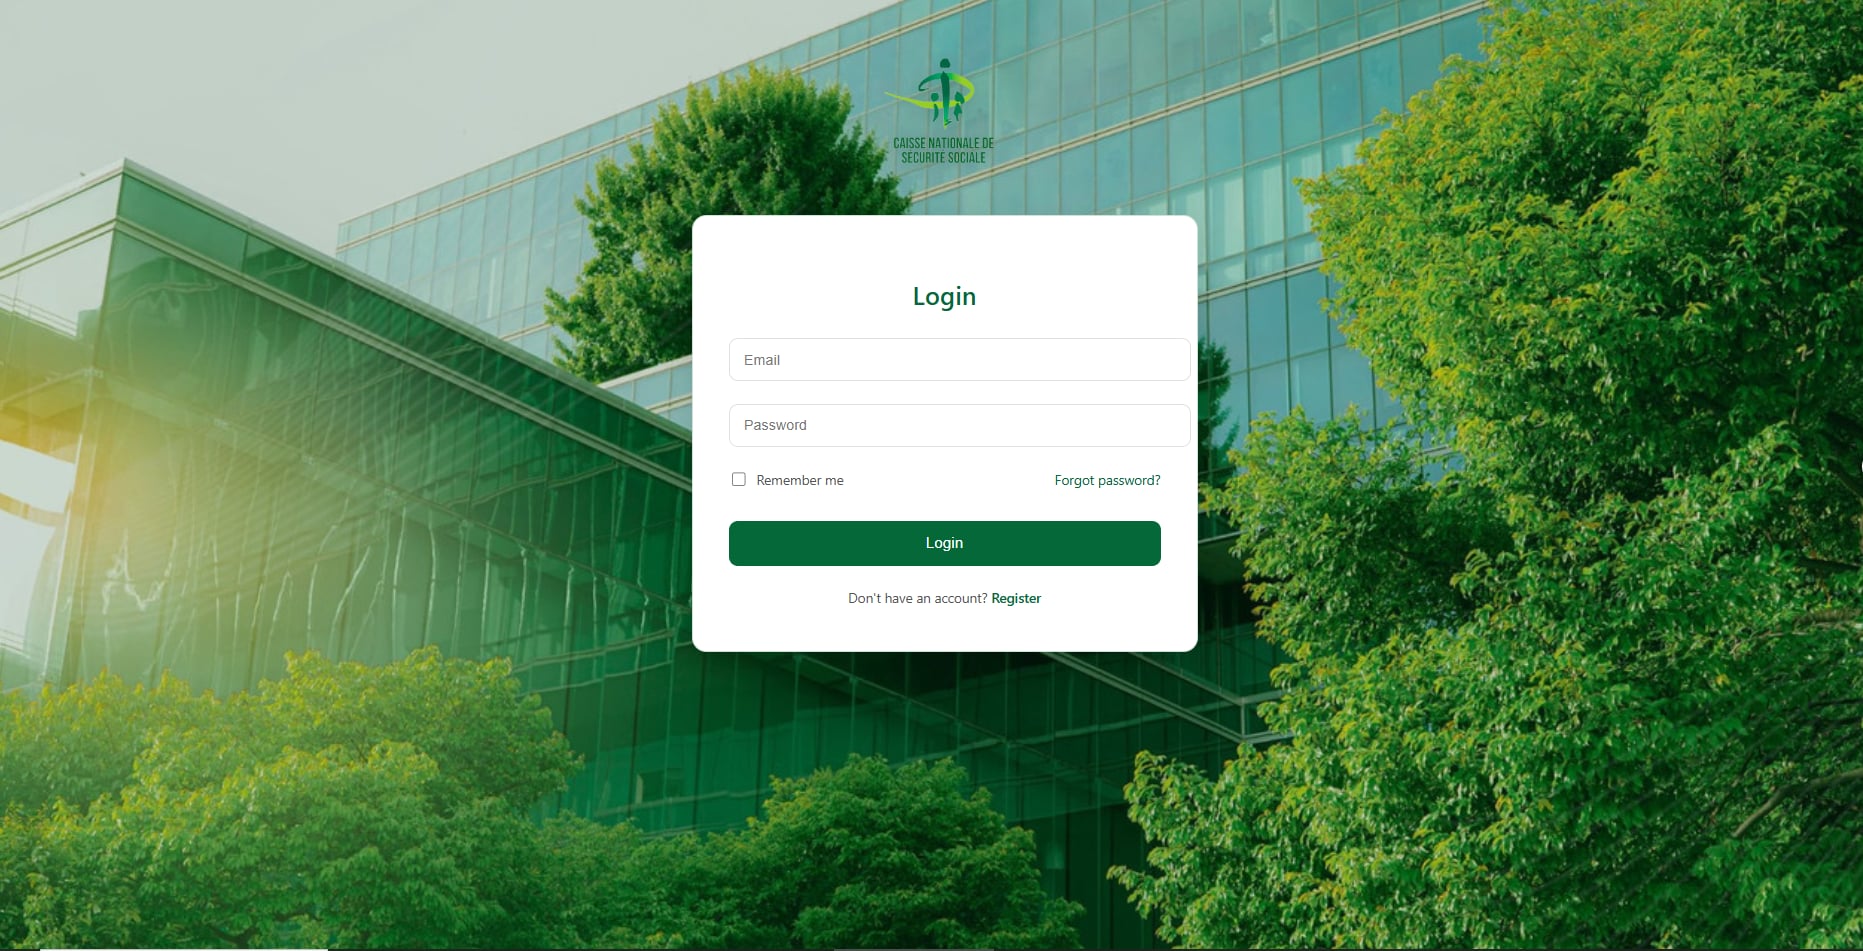 CAISSE NATIONALE DE
SECURITE SOCIALE
Login
Email
Password
Remember me Forgot password?
Login
Don't have an account? Register